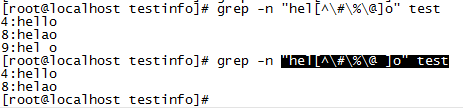 [root@localhost testinfo]# grep -n "hel[^\#\%\@]o" test
4:hello
8:helao
9:hel o
[root@localhost testinfo]# grep -n "hel[^\#\%\@ ]o" test
4:hello
8:helao
[root@localhost testinfo]#